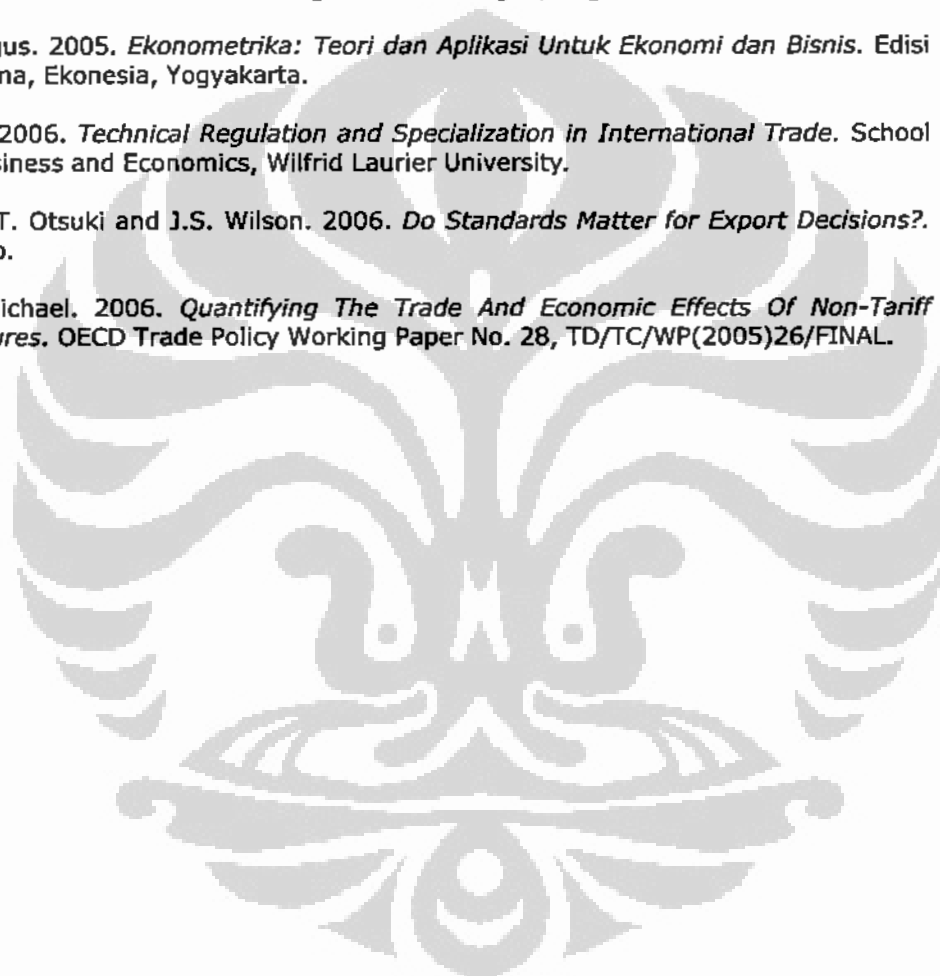 gus. 2005. Ekonometrika: Teori dan Aplikasi Untuk Ekonomi dan Bisnis. Edisi
ma, Ekonesia, Yogyakarta.
2006. Technical Regulation and Specialization in International Trade. School
siness and Economics, Wilfrid Laurier University.
T. Otsuki and J.S. Wilson. 2006. Do Standards Matter for Export Decisions?.
ichael. 2006. Quantifying The Trade And Economic Effects Of Non-Tariff
res. OECD Trade Policy Working Paper No. 28, TD/TC/WP(2005)26/FINAL.